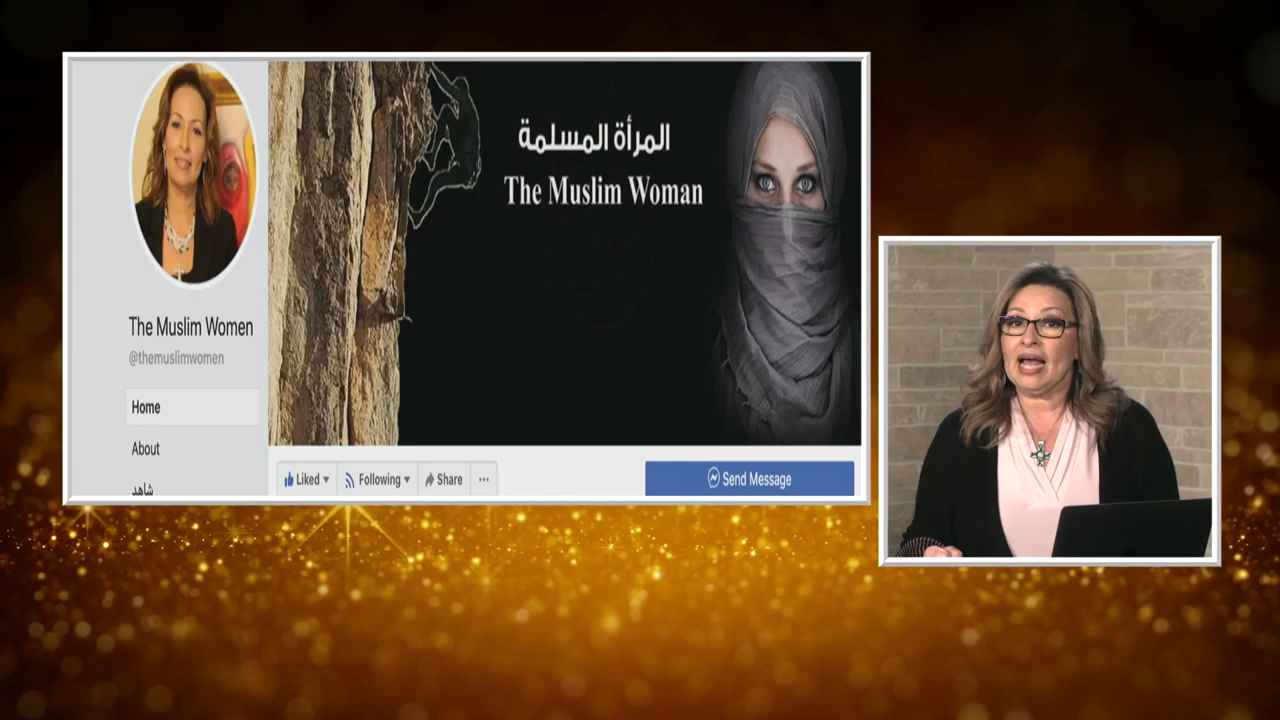 المرأة المسلمة
The Muslim Woman
The Muslim Women
@themuslimwomen
Home
About
شاهد
Liked
Following
Share
...
Send Message